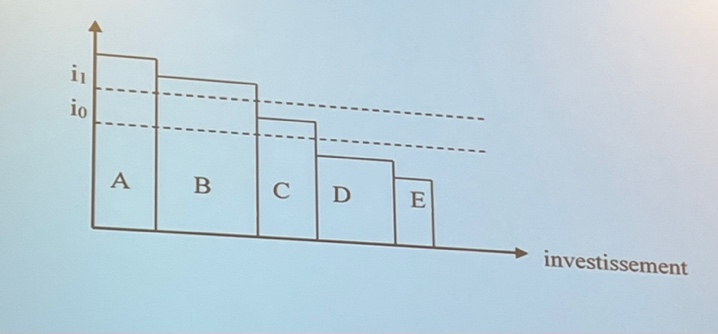 i₁
i₀
A B C D E
investissement